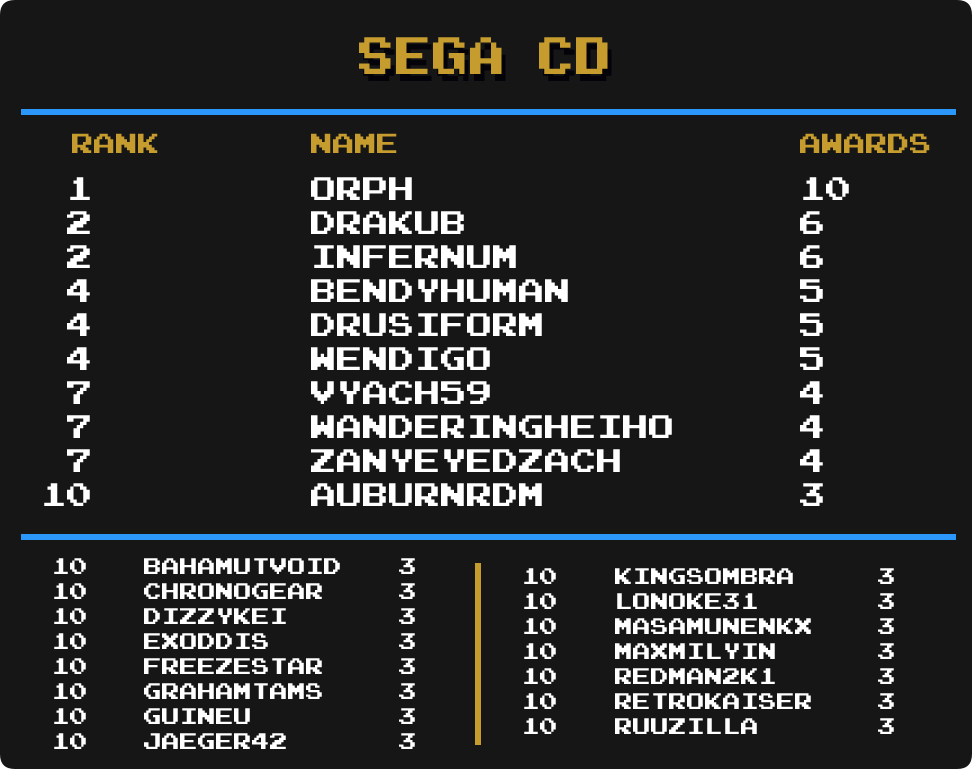 SEGA CD
RANK NAME AWARDS
1 ORPH 10
2 DRAKUB 6
2 INFERNUM 6
4 BENDYHUMAN 5
4 DRUSIFORM 5
4 WENDIGO 5
7 VYACH59 4
7 WANDERINGHEIHO 4
7 ZANYEYEDZACH 4
10 AUBURNRDM 3
10 BAHAMUTVOID 3
10 CHRONOGEAR 3
10 DIZZYKEI 3
10 EXODDIS 3
10 FREEZESTAR 3
10 GRAHAMTAMS 3
10 GUINEU 3
10 JAEGER42 3
10 KINGSOMBRA 3
10 LONOKE31 3
10 MASAMUNENKX 3
10 MAXMILYIN 3
10 REDMAN2K1 3
10 RETROKAISER 3
10 RUUZILLA 3